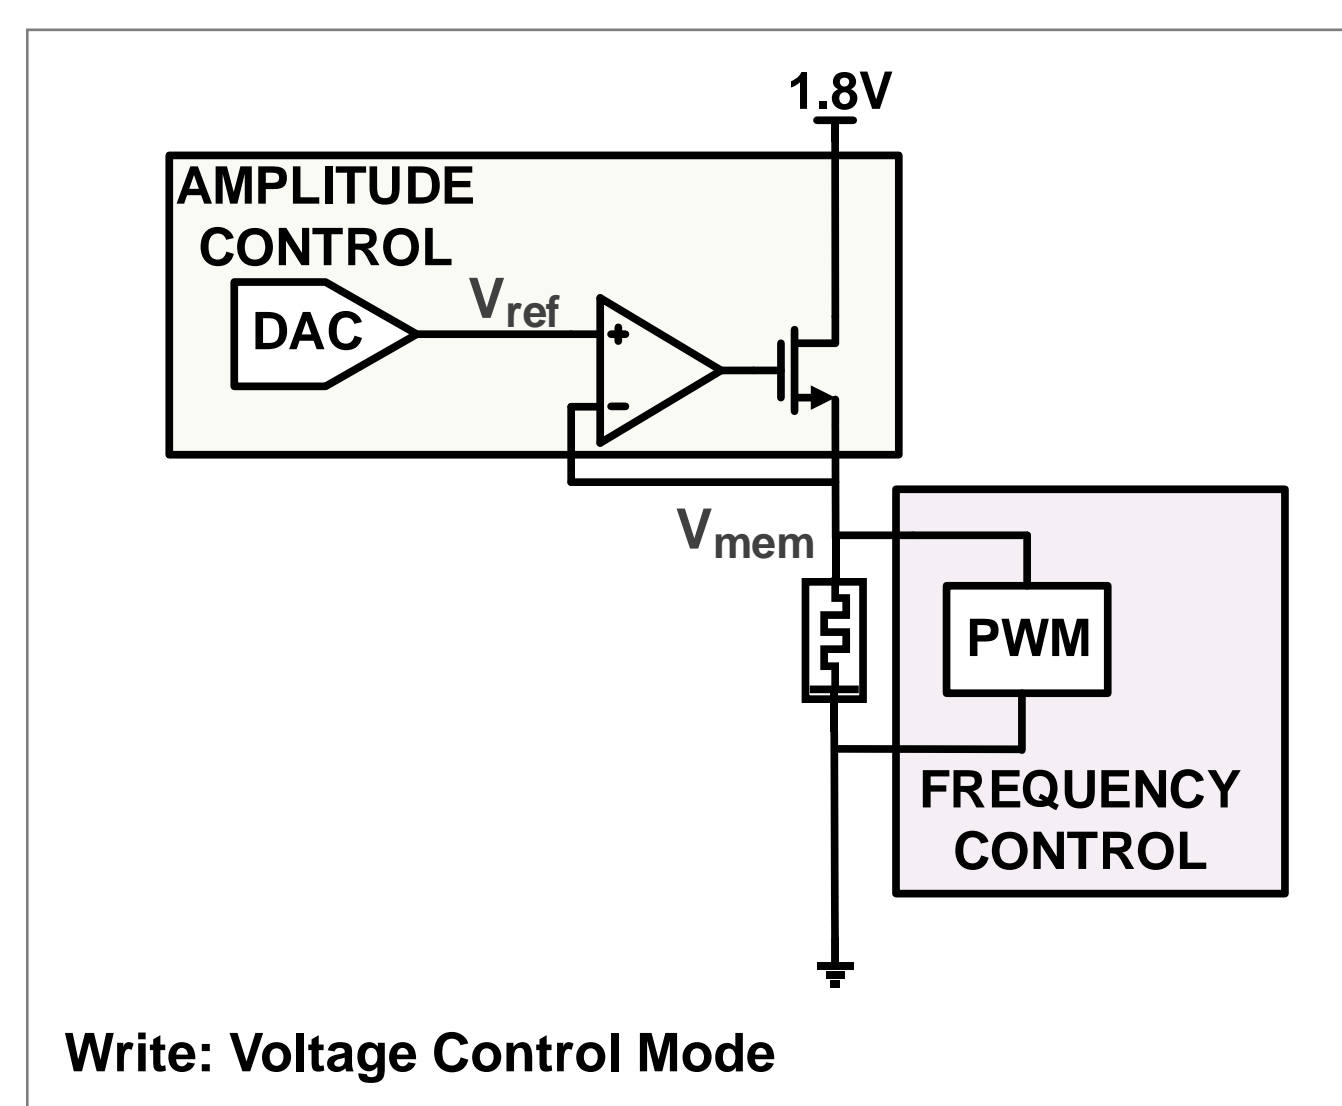 1.8V
AMPLITUDE
CONTROL
DAC
Vref
+
-
Vmem
PWM
FREQUENCY
CONTROL
Write: Voltage Control Mode